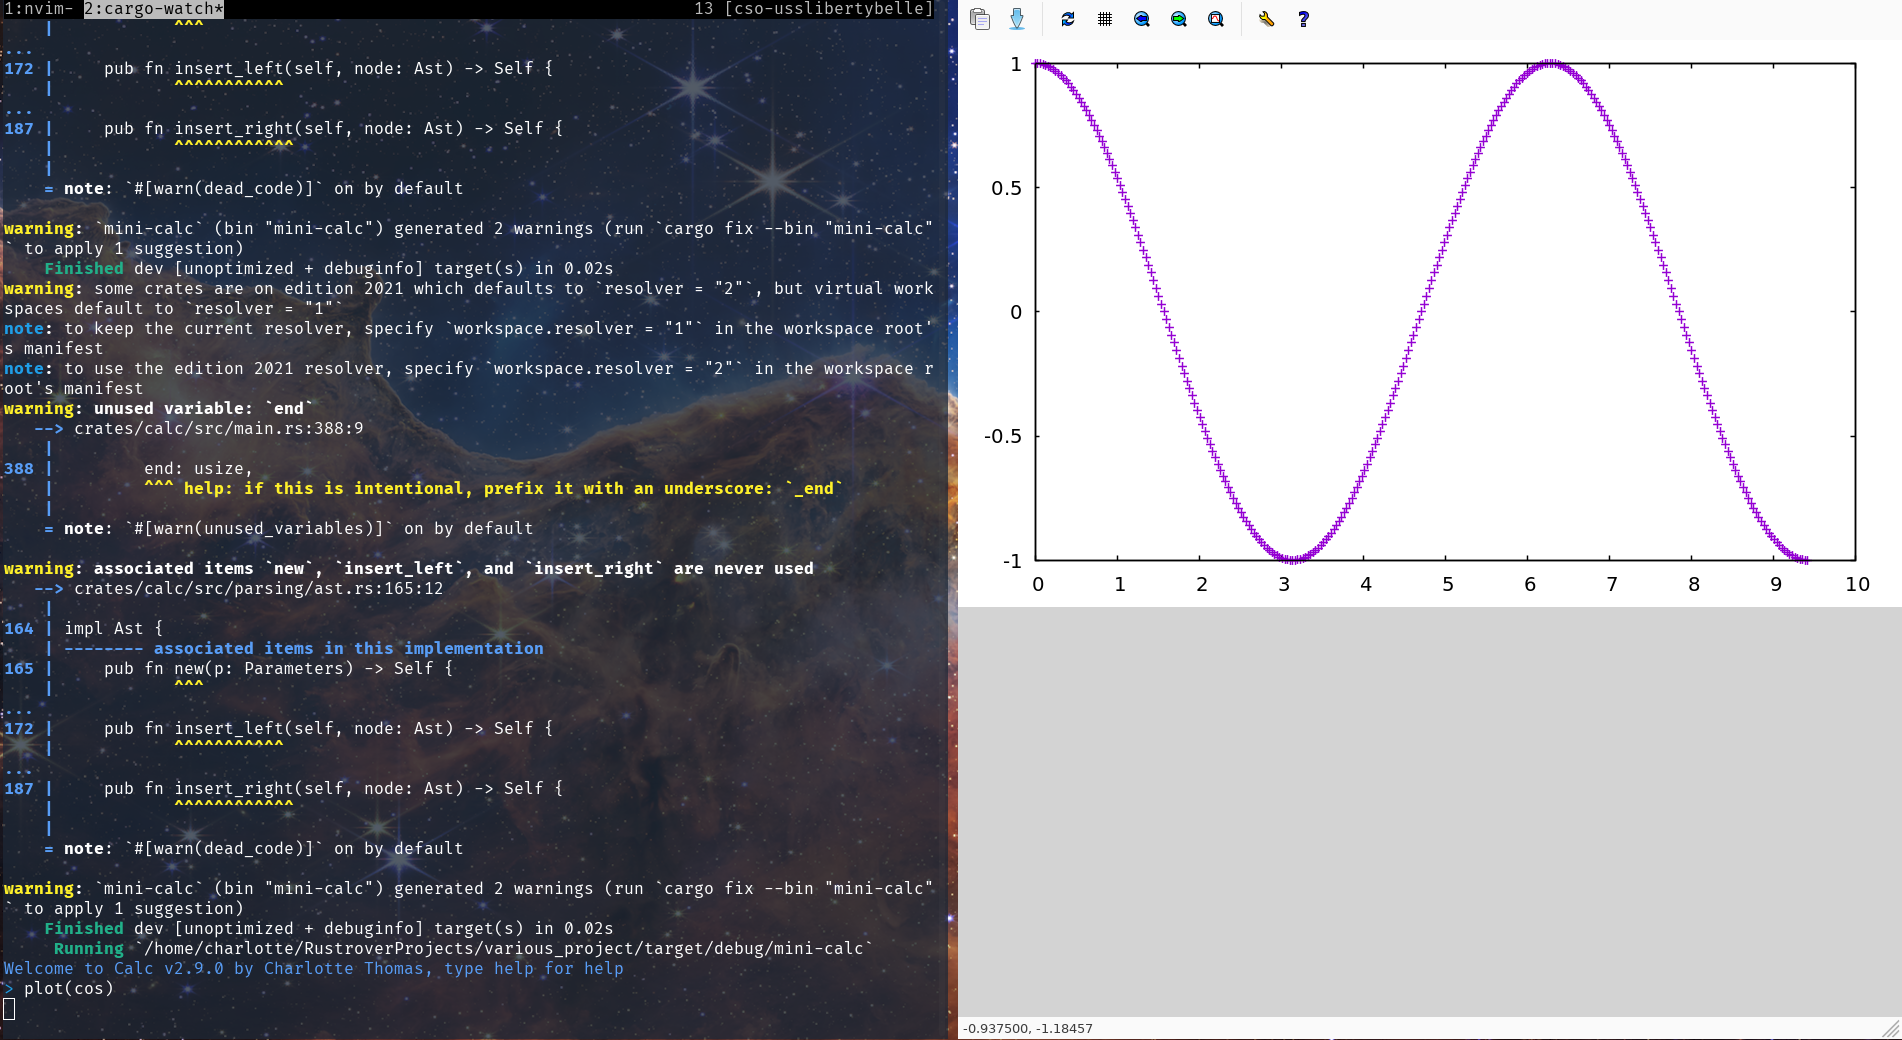 1:nvim- 2:cargo-watch* 13 [cso-usslibertybelle]
| ^^^
...
172 | pub fn insert_left(self, node: Ast) -> Self {
| ^^^^^^^^^^^
...
187 | pub fn insert_right(self, node: Ast) -> Self {
| ^^^^^^^^^^^^
|
= note: `#[warn(dead_code)]` on by default
warning: `mini-calc` (bin "mini-calc") generated 2 warnings (run `cargo fix --bin "mini-calc"
` to apply 1 suggestion)
Finished dev [unoptimized + debuginfo] target(s) in 0.02s
warning: some crates are on edition 2021 which defaults to `resolver = "2"`, but virtual work
spaces default to `resolver = "1"`
note: to keep the current resolver, specify `workspace.resolver = "1"` in the workspace root'
s manifest
note: to use the edition 2021 resolver, specify `workspace.resolver = "2"` in the workspace r
oot's manifest
warning: unused variable: `end`
--> crates/calc/src/main.rs:388:9
|
388 | end: usize,
| ^^^ help: if this is intentional, prefix it with an underscore: `_end`
|
= note: `#[warn(unused_variables)]` on by default
warning: associated items `new`, `insert_left`, and `insert_right` are never used
--> crates/calc/src/parsing/ast.rs:165:12
|
164 | impl Ast {
| -------- associated items in this implementation
165 | pub fn new(p: Parameters) -> Self {
| ^^^
...
172 | pub fn insert_left(self, node: Ast) -> Self {
| ^^^^^^^^^^^
...
187 | pub fn insert_right(self, node: Ast) -> Self {
| ^^^^^^^^^^^^
|
= note: `#[warn(dead_code)]` on by default
warning: `mini-calc` (bin "mini-calc") generated 2 warnings (run `cargo fix --bin "mini-calc"
` to apply 1 suggestion)
Finished dev [unoptimized + debuginfo] target(s) in 0.02s
Running `/home/charlotte/RustroverProjects/various_project/target/debug/mini-calc`
Welcome to Calc v2.9.0 by Charlotte Thomas, type help for help
> plot(cos)
1
0.5
0
-0.5
-1
0 1 2 3 4 5 6 7 8 9 10
-0.937500, -1.18457